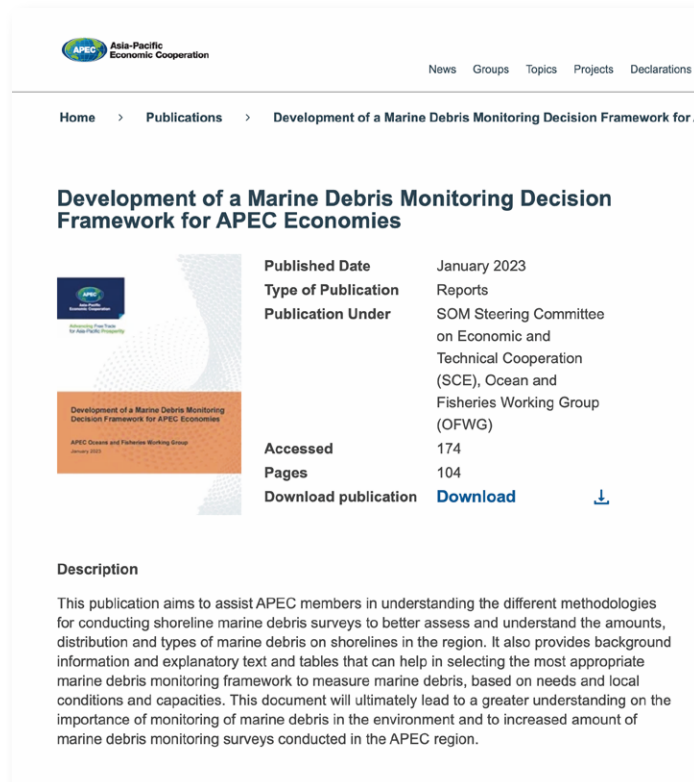 APEC Asia-Pacific
Economic Cooperation
News Groups Topics Projects Declarations
Home > Publications > Development of a Marine Debris Monitoring Decision Framework for
Development of a Marine Debris Monitoring Decision
Framework for APEC Economies
APEC
Asia-Pacific
Economic Cooperation
Advancing Free Trade
for Asia-Pacific Prosperity
Development of a Marine Debris Monitoring
Decision Framework for APEC Economies
APEC Oceans and Fisheries Working Group
January 2023
Published Date January 2023
Type of Publication Reports
Publication Under SOM Steering Committee
on Economic and
Technical Cooperation
(SCE), Ocean and
Fisheries Working Group
(OFWG)
Accessed 174
Pages 104
Download publication Download
Description
This publication aims to assist APEC members in understanding the different methodologies
for conducting shoreline marine debris surveys to better assess and understand the amounts,
distribution and types of marine debris on shorelines in the region. It also provides background
information and explanatory text and tables that can help in selecting the most appropriate
marine debris monitoring framework to measure marine debris, based on needs and local
conditions and capacities. This document will ultimately lead to a greater understanding on the
importance of monitoring of marine debris in the environment and to increased amount of
marine debris monitoring surveys conducted in the APEC region.